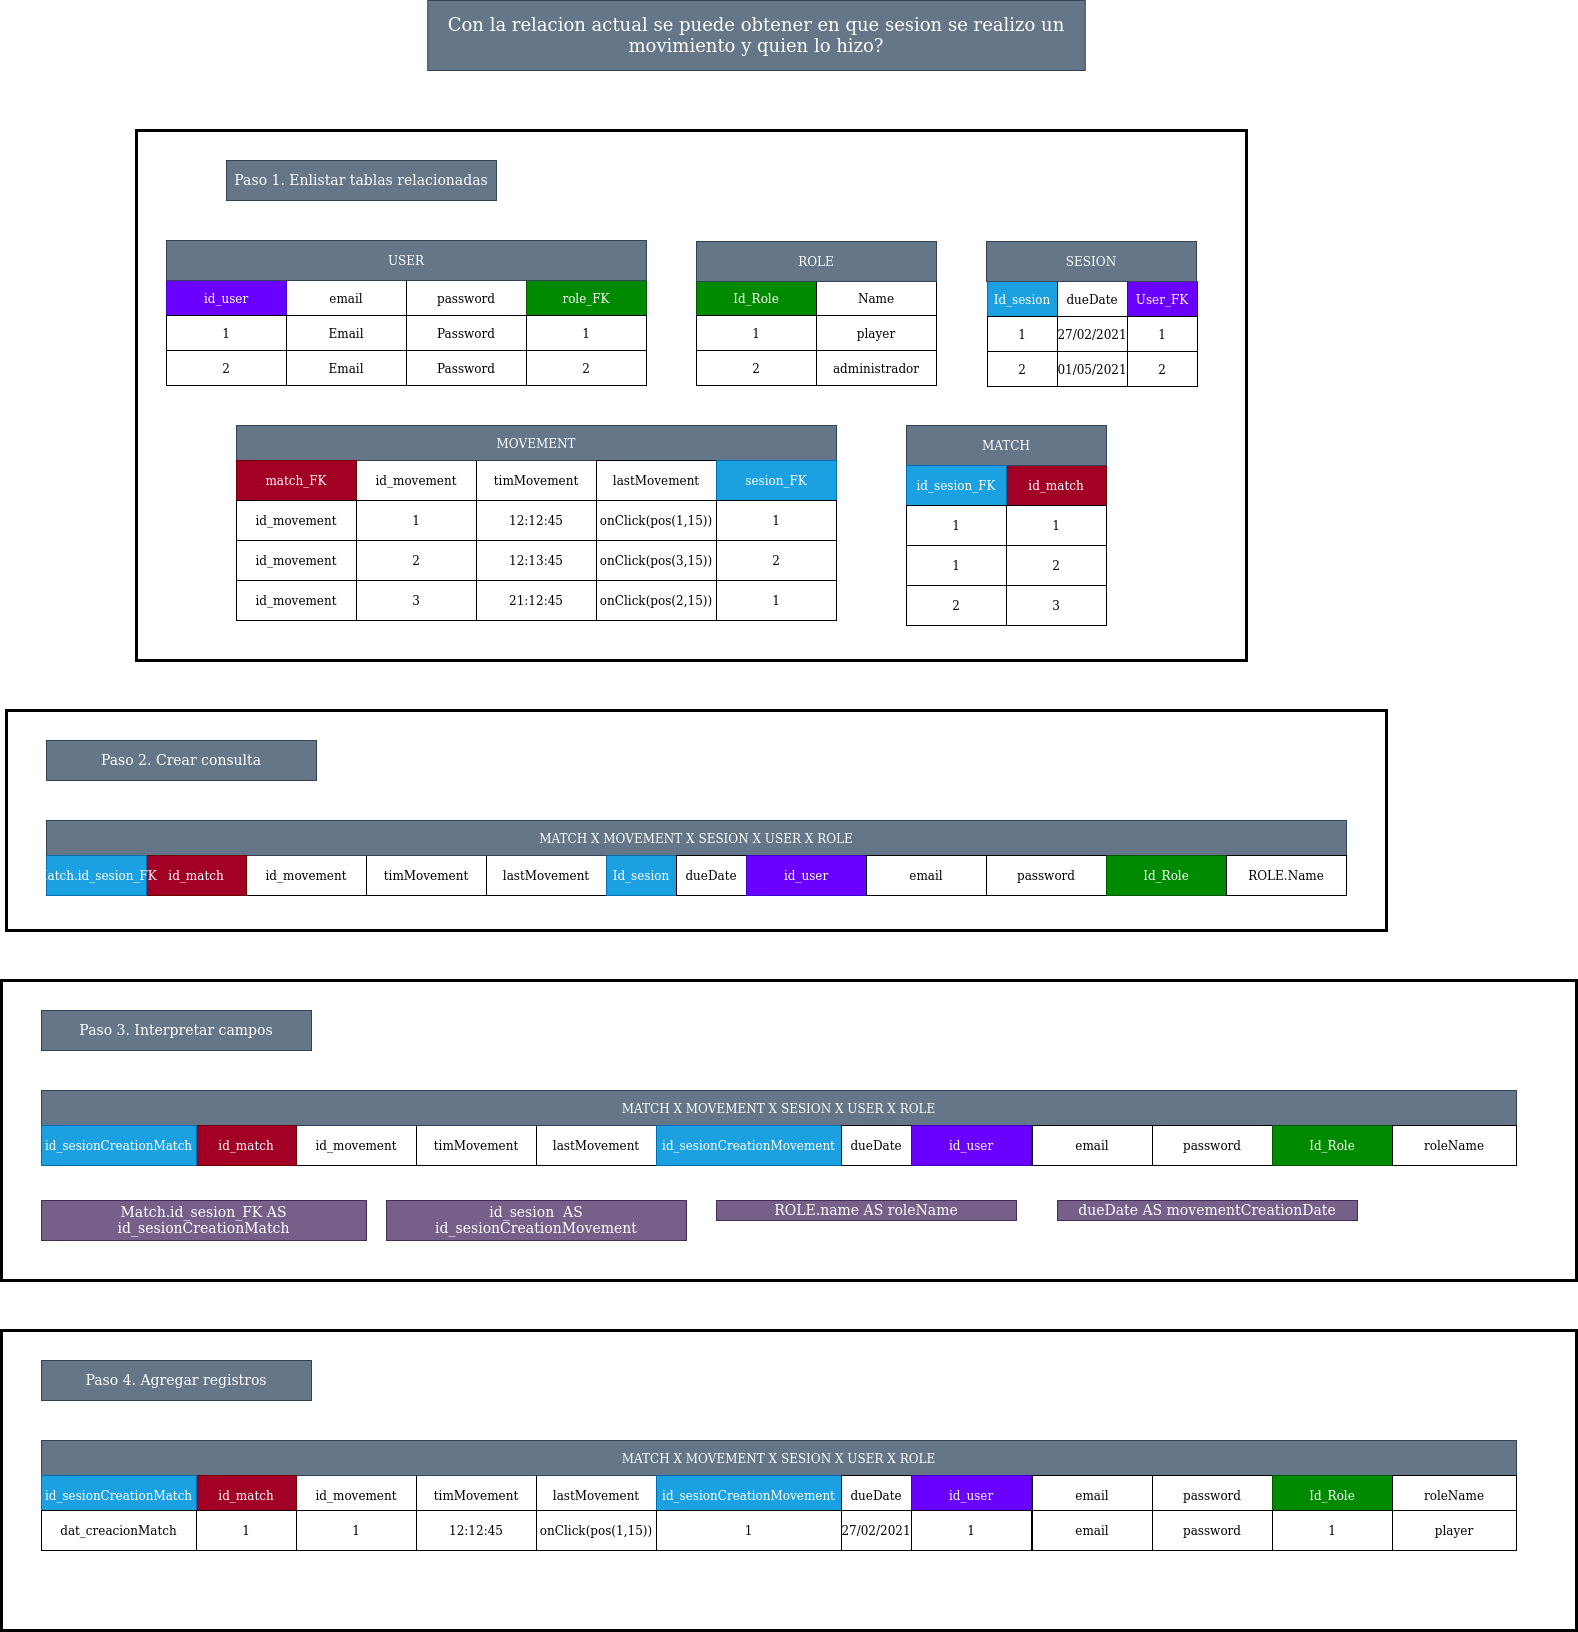 Con la relacion actual se puede obtener en que sesion se realizo un
movimiento y quien lo hizo?
Paso 1. Enlistar tablas relacionadas
USER
id_user email password role_FK
1 Email Password 1
2 Email Password 2
ROLE
Id_Role Name
1 player
2 administrador
SESION
Id_sesion dueDate User_FK
1 27/02/2021 1
2 01/05/2021 2
MOVEMENT
match_FK id_movement timMovement lastMovement sesion_FK
id_movement 1 12:12:45 onClick(pos(1,15)) 1
id_movement 2 12:13:45 onClick(pos(3,15)) 2
id_movement 3 21:12:45 onClick(pos(2,15)) 1
MATCH
id_sesion_FK id_match
1 1
1 2
2 3
Paso 2. Crear consulta
MATCH X MOVEMENT X SESION X USER X ROLE
atch.id_sesion_FK id_match id_movement timMovement lastMovement Id_sesion dueDate id_user email password Id_Role ROLE.Name
Paso 3. Interpretar campos
MATCH X MOVEMENT X SESION X USER X ROLE
id_sesionCreationMatch id_match id_movement timMovement lastMovement id_sesionCreationMovement dueDate id_user email password Id_Role roleName
Match.id_sesion_FK AS
id_sesionCreationMatch
id_sesion AS
id_sesionCreationMovement
ROLE.name AS roleName
dueDate AS movementCreationDate
Paso 4. Agregar registros
MATCH X MOVEMENT X SESION X USER X ROLE
id_sesionCreationMatch id_match id_movement timMovement lastMovement id_sesionCreationMovement dueDate id_user email password Id_Role roleName
dat_creacionMatch 1 1 12:12:45 onClick(pos(1,15)) 1 27/02/2021 1 email password 1 player